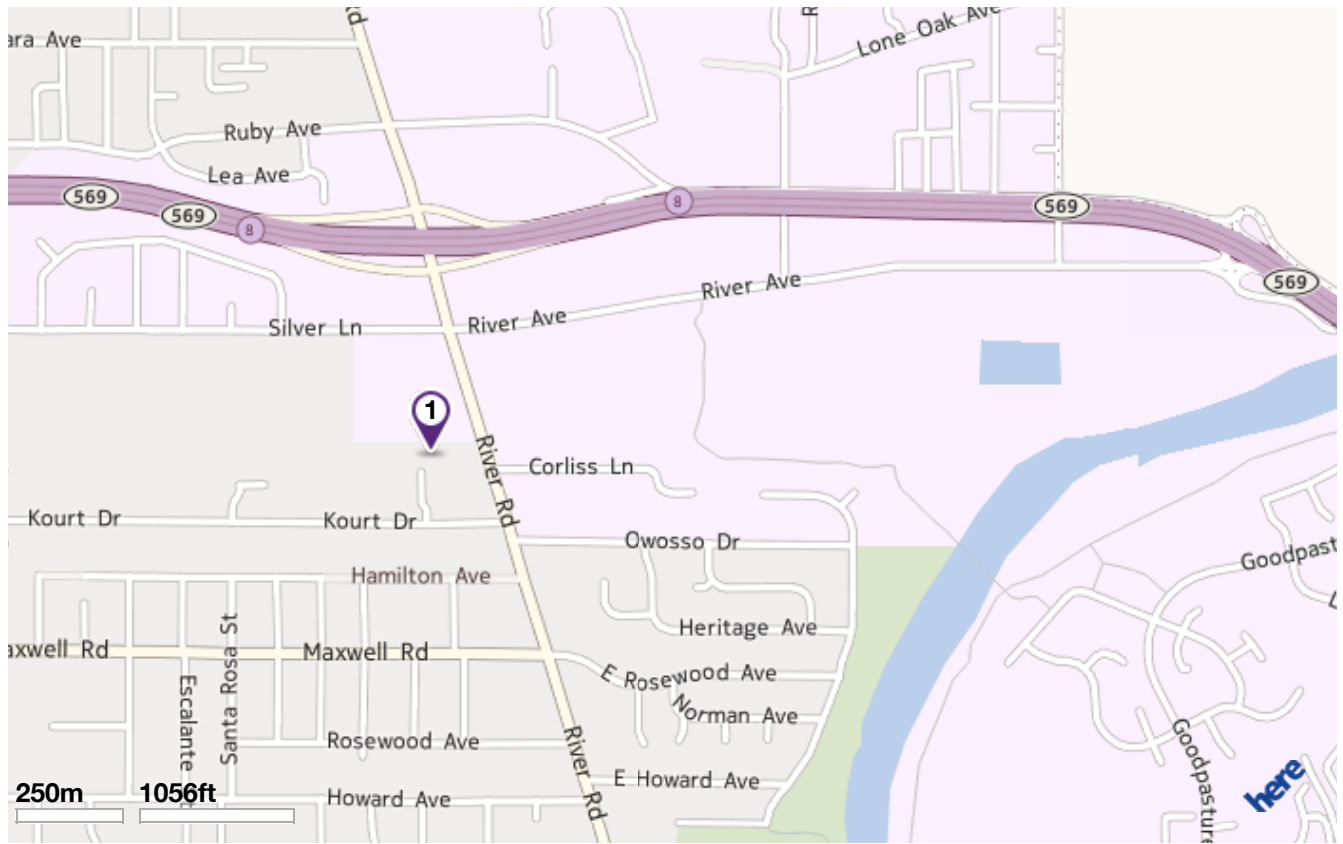 Rd
R
Lone Oak Ave
ara Ave
Ruby Ave
Lea Ave
569
569
8
8
569
569
River Ave
River Ave
Silver Ln
1
River Rd
Corliss Ln
Kourt Dr
Kourt Dr
Owosso Dr
Goodpast
Hamilton Ave
L
Santa Rosa St
Heritage Ave
axwell Rd
Maxwell Rd
E Rosewood Ave
Escalante
Norman Ave
Rosewood Ave
River Rd
Goodpasture
E Howard Ave
here
250m 1056ft
Howard Ave